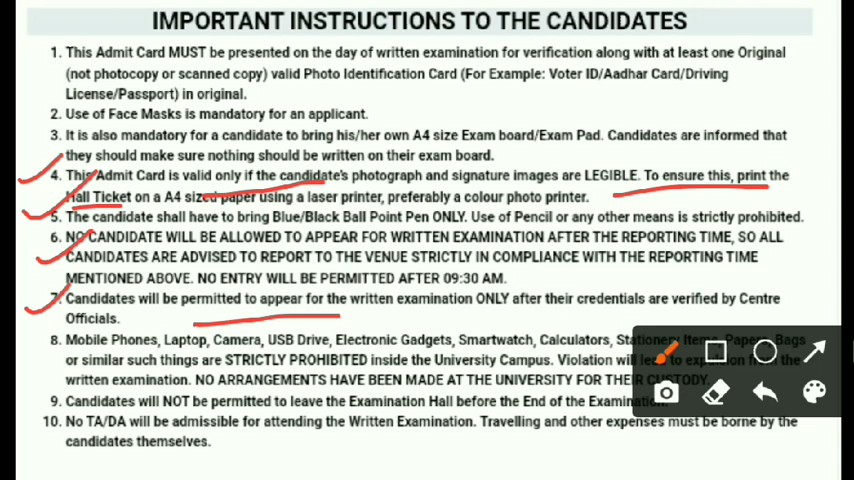 IMPORTANT INSTRUCTIONS TO THE CANDIDATES
1. This Admit Card MUST be presented on the day of written examination for verification along with at least one Original
(not photocopy or scanned copy) valid Photo Identification Card (For Example: Voter ID/Aadhar Card/Driving
License/Passport) in original.
2. Use of Face Masks is mandatory for an applicant.
3. It is also mandatory for a candidate to bring his/her own A4 size Exam board/Exam Pad. Candidates are informed that
they should make sure nothing should be written on their exam board.
4. This Admit Card is valid only if the candidate's photograph and signature images are LEGIBLE. To ensure this, print the
Hall Ticket on a A4 sized paper using a laser printer, preferably a colour photo printer.
5. The candidate shall have to bring Blue/Black Ball Point Pen ONLY. Use of Pencil or any other means is strictly prohibited.
6. NO CANDIDATE WILL BE ALLOWED TO APPEAR FOR WRITTEN EXAMINATION AFTER THE REPORTING TIME, SO ALL
CANDIDATES ARE ADVISED TO REPORT TO THE VENUE STRICTLY IN COMPLIANCE WITH THE REPORTING TIME
MENTIONED ABOVE. NO ENTRY WILL BE PERMITTED AFTER 09:30 AM.
7. Candidates will be permitted to appear for the written examination ONLY after their credentials are verified by Centre
Officials.
8. Mobile Phones, Laptop, Camera, USB Drive, Electronic Gadgets, Smartwatch, Calculators, Stationery Items, Papers, Bags
or similar such things are STRICTLY PROHIBITED inside the University Campus. Violation will lead to expulsion from the
written examination. NO ARRANGEMENTS HAVE BEEN MADE AT THE UNIVERSITY FOR THEIR CUSTODY.
9. Candidates will NOT be permitted to leave the Examination Hall before the End of the Examination.
10. No TA/DA will be admissible for attending the Written Examination. Travelling and other expenses must be borne by the
candidates themselves.